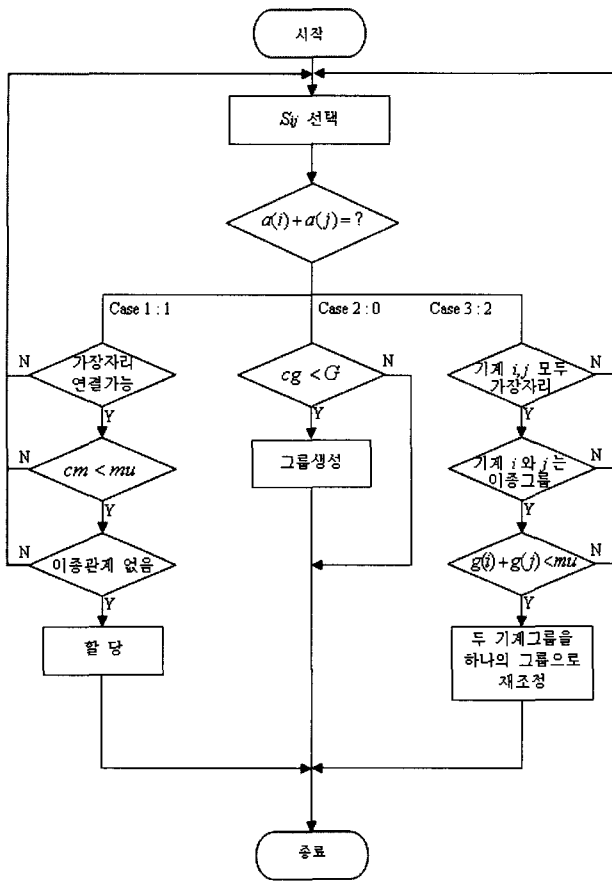 시작
Sij 선택
a(i)+a(j)=?
Case 1 : 1
Case 2 : 0
Case 3 : 2
N
가장자리
연결가능
Y
cg < G
N
Y
기계 i,j 모두
가장자리
N
Y
N
cm < mu
Y
그룹생성
기계 i 와 j 는
이종그룹
N
Y
N
이종관계 없음
Y
g(i)+g(j)<mu
N
Y
할 당
두 기계그룹을
하나의 그룹으로
재조정
종료